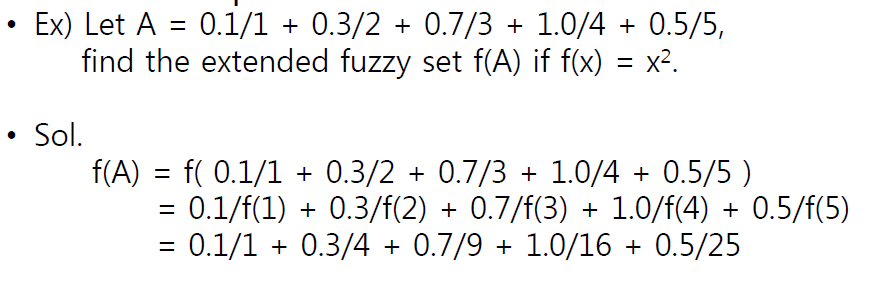 • Ex) Let A = 0.1/1 + 0.3/2 + 0.7/3 + 1.0/4 + 0.5/5,
find the extended fuzzy set f(A) if f(x) = x².
• Sol.
f(A) = f( 0.1/1 + 0.3/2 + 0.7/3 + 1.0/4 + 0.5/5 )
= 0.1/f(1) + 0.3/f(2) + 0.7/f(3) + 1.0/f(4) + 0.5/f(5)
= 0.1/1 + 0.3/4 + 0.7/9 + 1.0/16 + 0.5/25